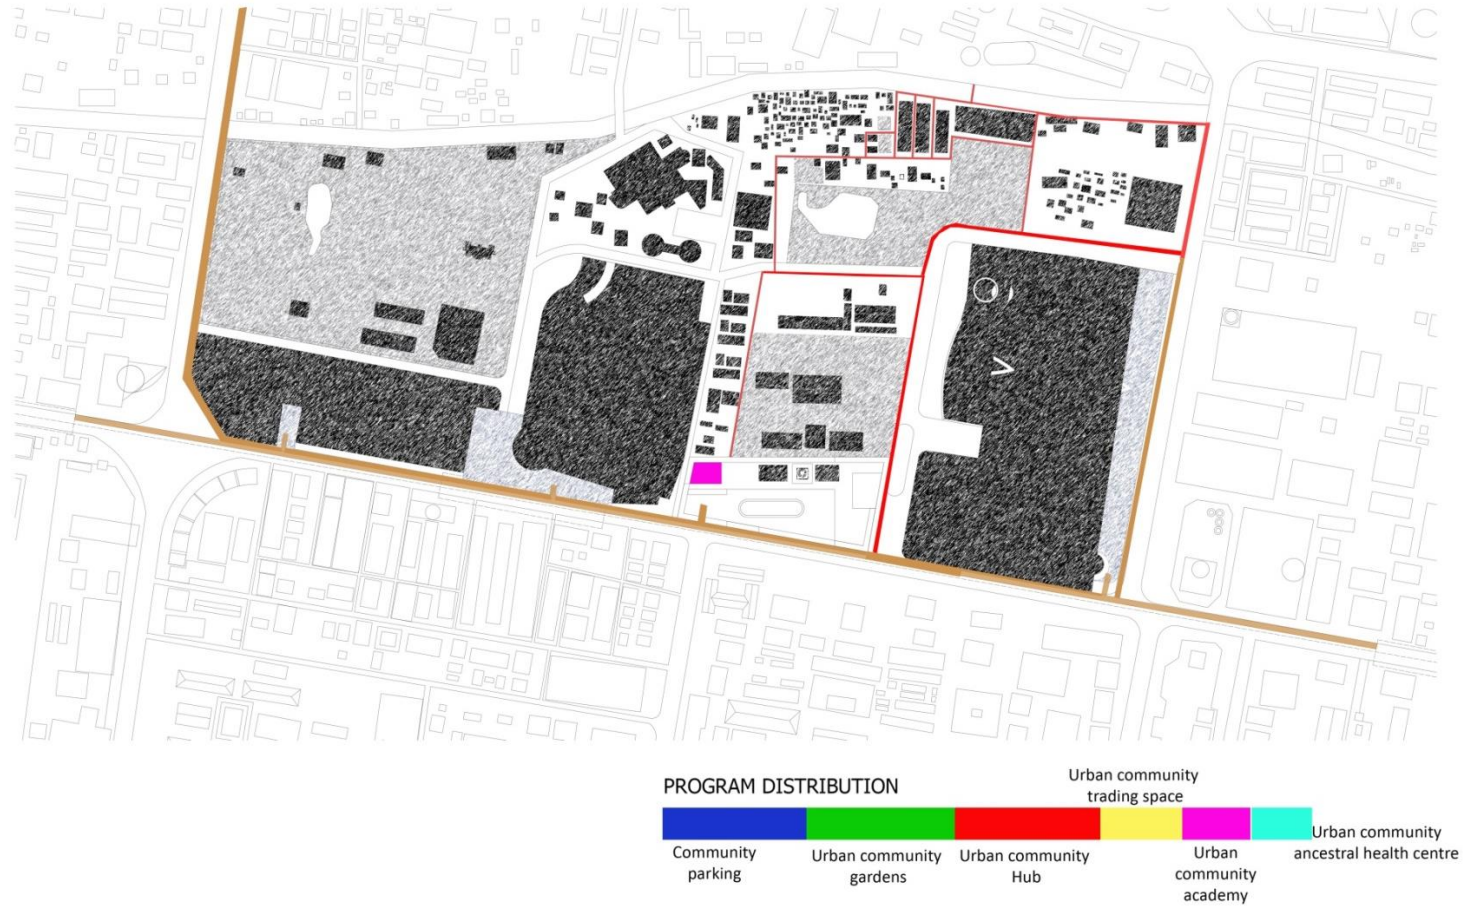 PROGRAM DISTRIBUTION
Urban community
trading space
Community
parking
Urban community
gardens
Urban community
Hub
Urban
community
academy
Urban community
ancestral health centre